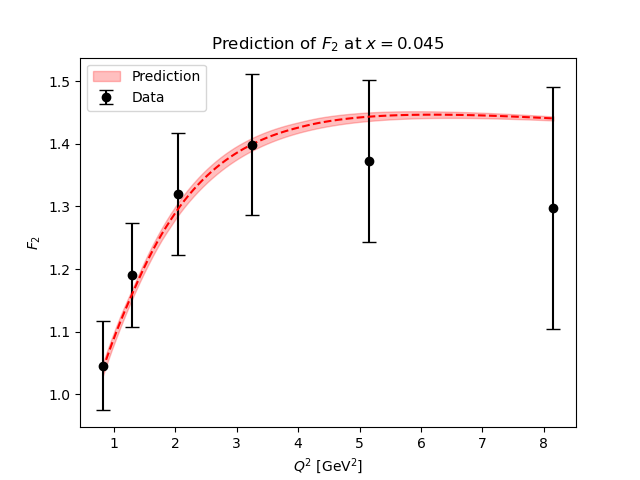 Prediction of $F_2$ at $x = 0.045$
1.5
1.4
1.3
1.2
1.1
1.0
$F_2$
Prediction
Data
1 2 3 4 5 6 7 8
$Q^2$ [GeV$^2$]